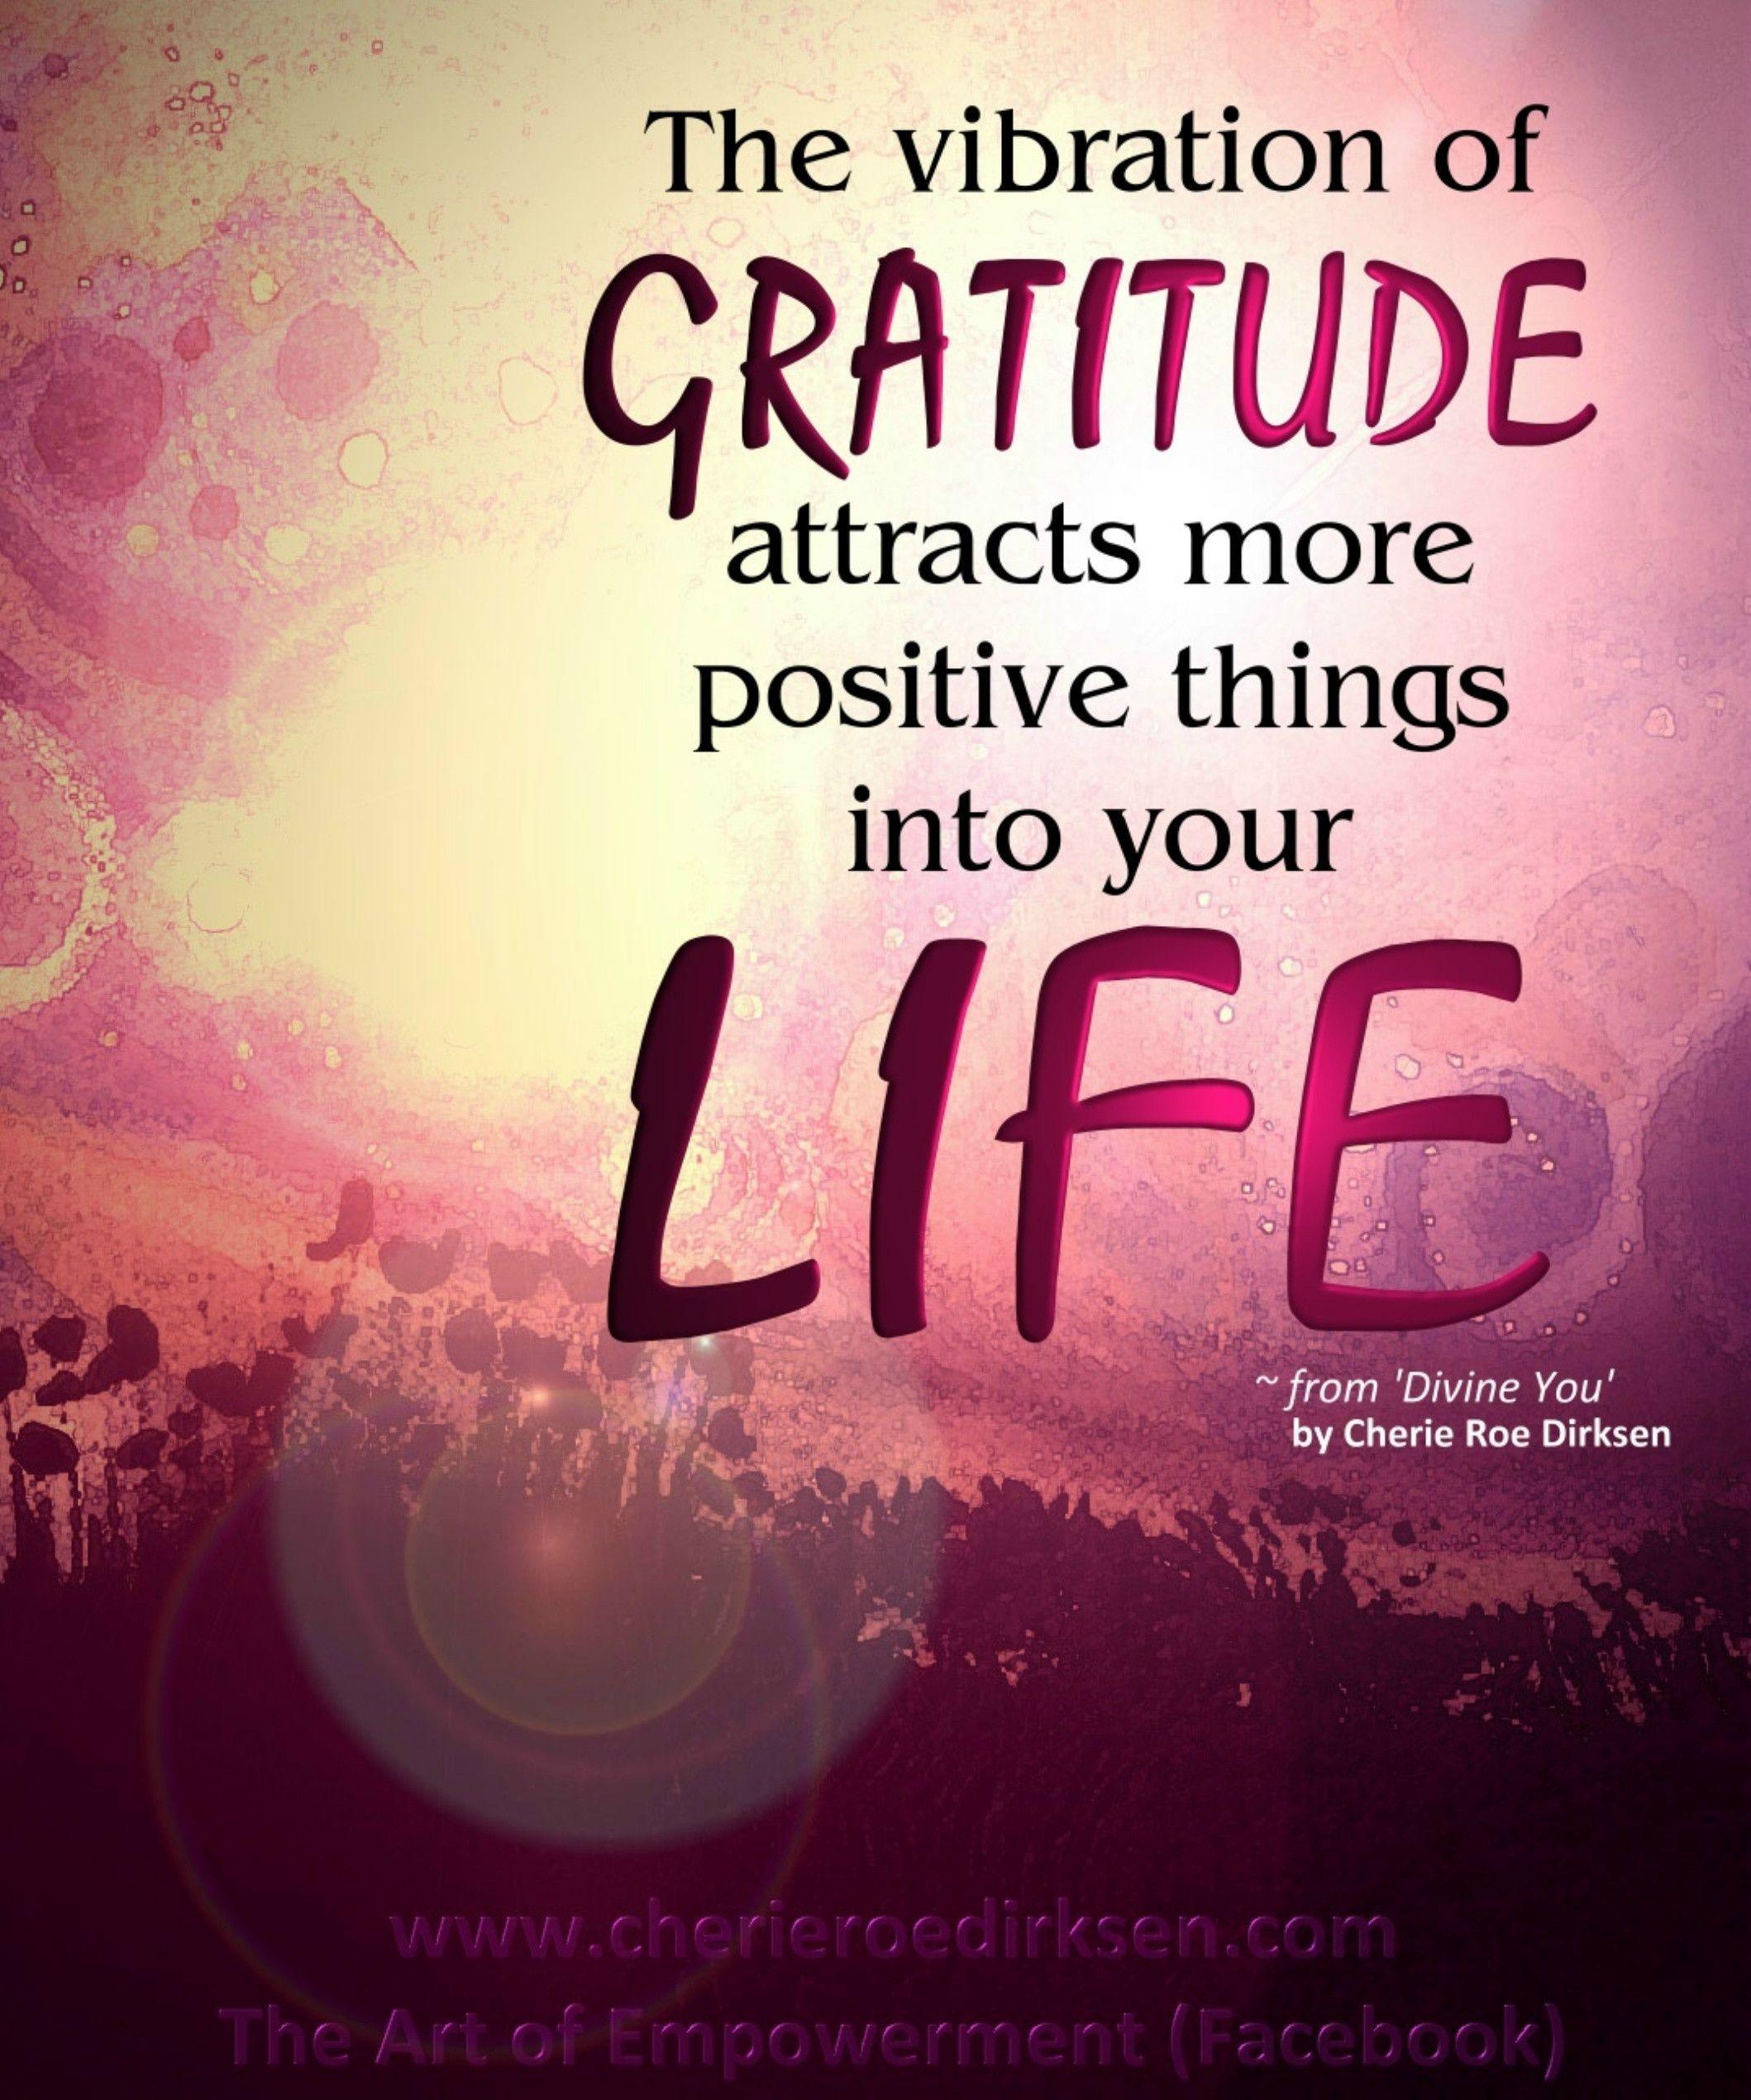 The vibration of
GRATITUDE
attracts more
positive things
into your
LIFE
~ from 'Divine You'
by Cherie Roe Dirksen
www.cherieroedirksen.com
The Art of Empowerment (Facebook)